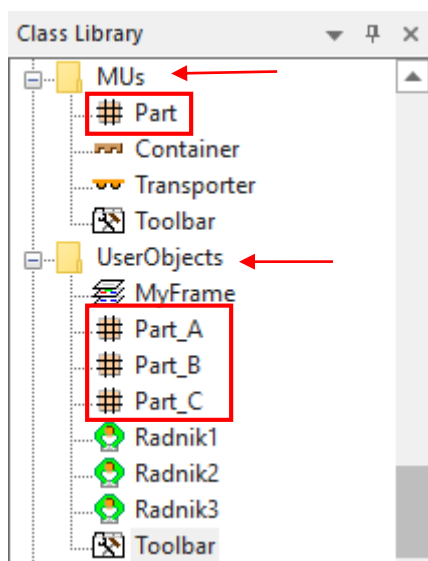 Class Library
MUs
Part
Container
Transporter
Toolbar
UserObjects
MyFrame
Part_A
Part_B
Part_C
Radnik1
Radnik2
Radnik3
Toolbar